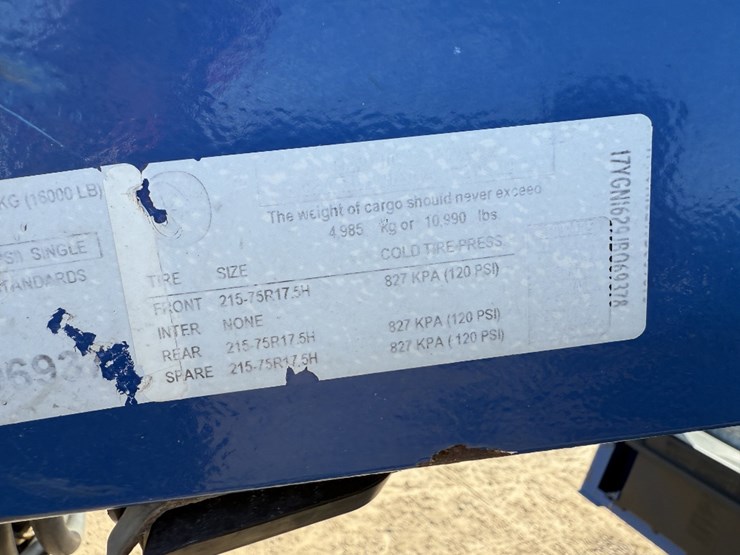 KG (16000 LB)
SINGLE
STANDARDS
The weight of cargo should never exceed
4,985 kg or 10,990 lbs.
TIRE SIZE COLD TIRE PRESS.
FRONT 215-75R17.5H 827 KPA (120 PSI)
INTER NONE
REAR 215-75R17.5H 827 KPA (120 PSI)
SPARE 215-75R17.5H 827 KPA ( 120 PSI)